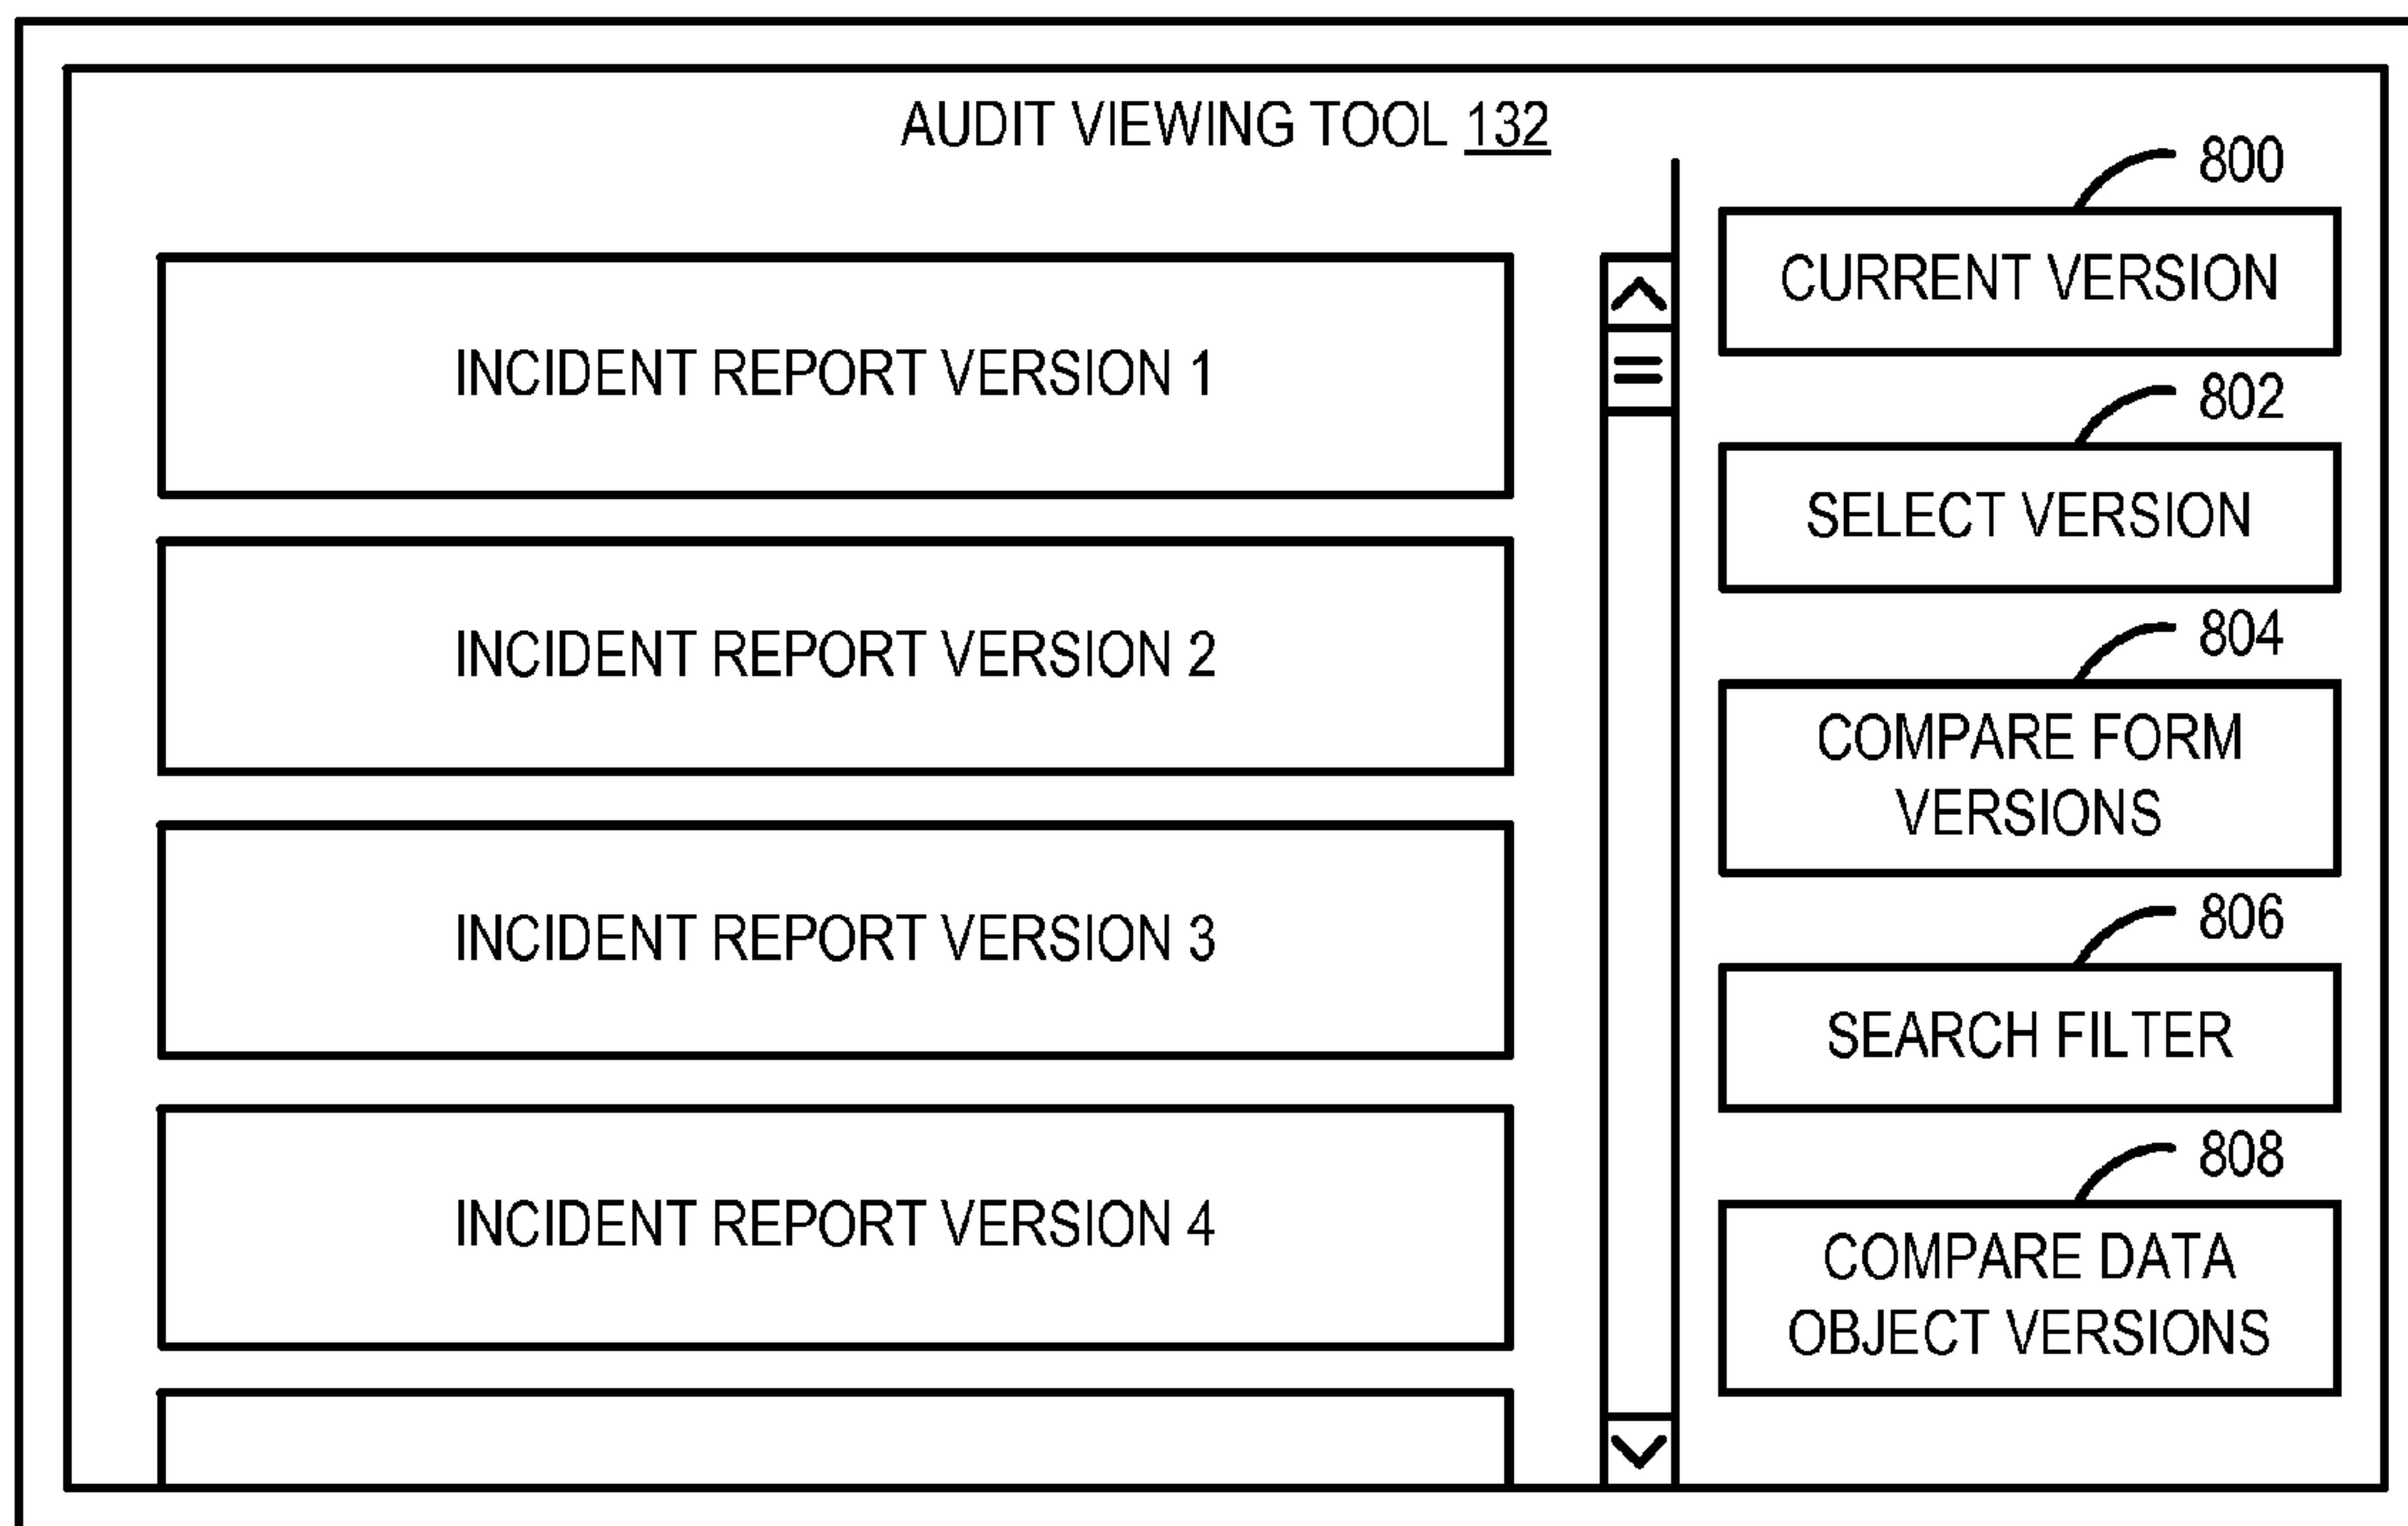 AUDIT VIEWING TOOL 132
INCIDENT REPORT VERSION 1
INCIDENT REPORT VERSION 2
INCIDENT REPORT VERSION 3
INCIDENT REPORT VERSION 4
800
CURRENT VERSION
802
SELECT VERSION
804
COMPARE FORM
VERSIONS
806
SEARCH FILTER
808
COMPARE DATA
OBJECT VERSIONS